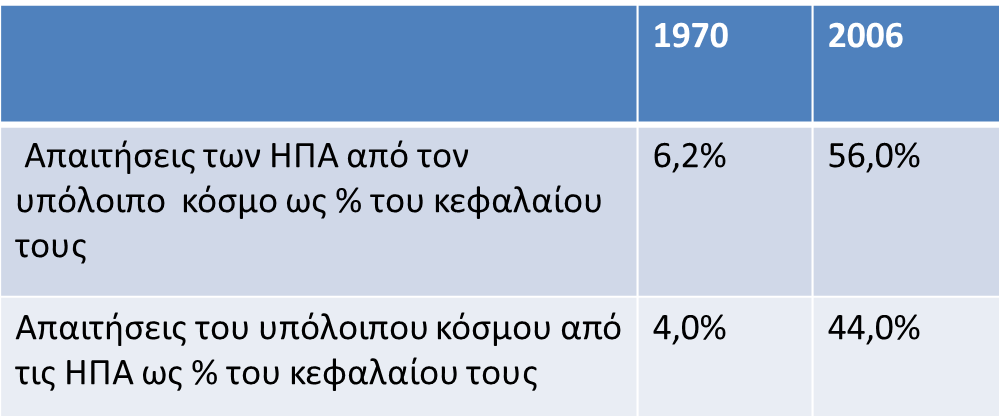 1970 2006
Απαιτήσεις των ΗΠΑ από τον 6,2% 56,0%
υπόλοιπο κόσμο ως % του κεφαλαίου
τους
Απαιτήσεις του υπόλοιπου κόσμου από 4,0% 44,0%
τις ΗΠΑ ως % του κεφαλαίου τους